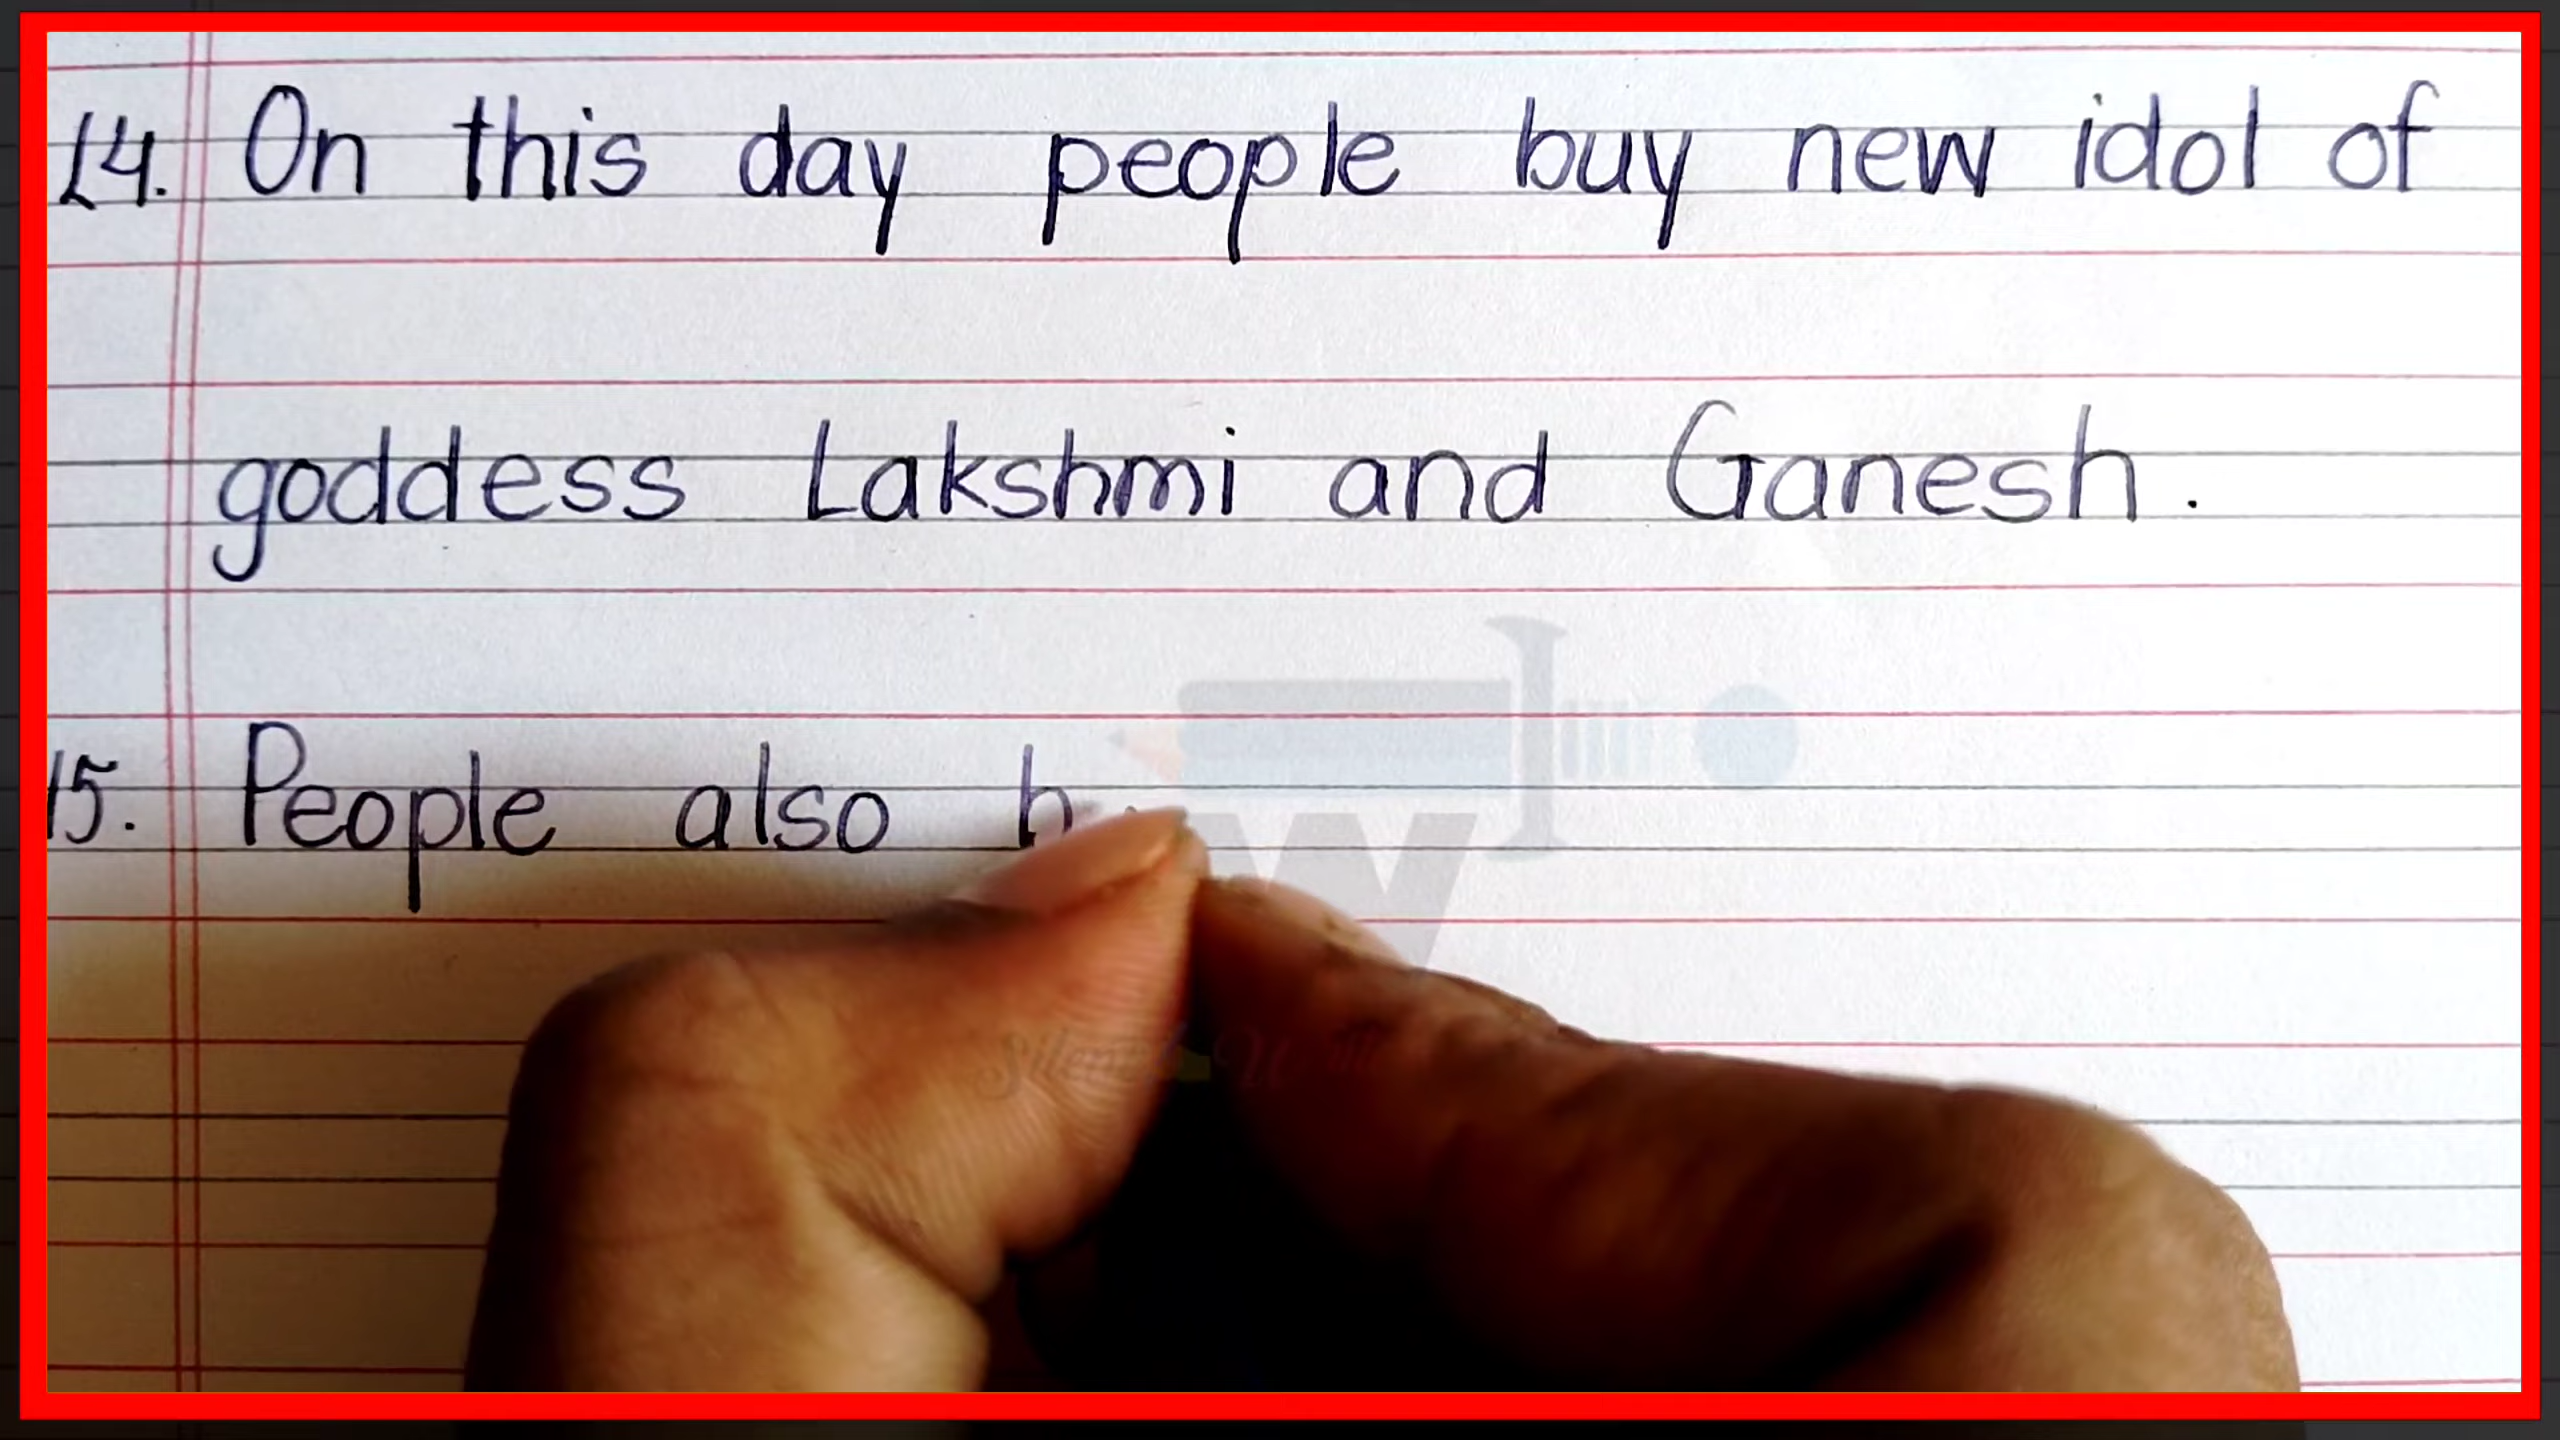 14. On this day people buy new idol of
goddess Lakshmi and Ganesh.
15. People also